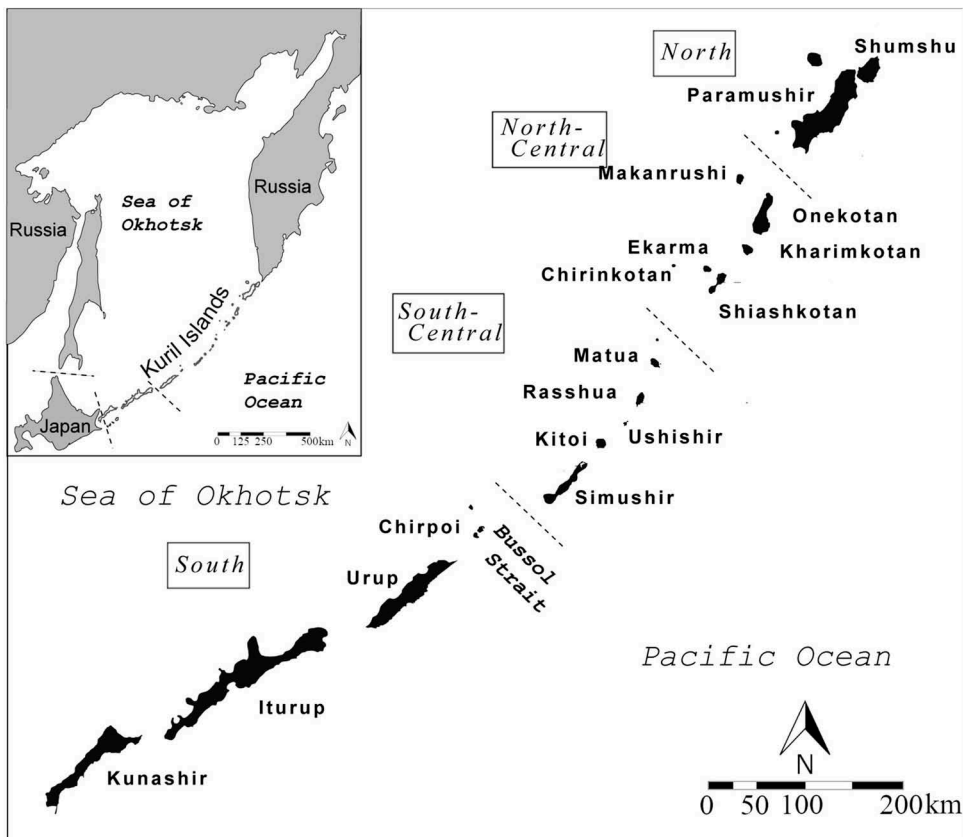 North
Shumshu
Paramushir
North-
Central
Makanrushi
Onekotan
Ekarma
Kharimkotan
Chirinkotan
Shiashkotan
South-
Central
Matua
Rasshua
Kitoi
Ushishir
Simushir
Sea of Okhotsk
Chirpoi
Bussol
Strait
South
Urup
Pacific Ocean
Iturup
Kunashir
N
0 50 100 200km
Russia
Sea of
Okhotsk
Russia
Kuril Islands
Pacific
Ocean
Japan
0 125 250 500km
N